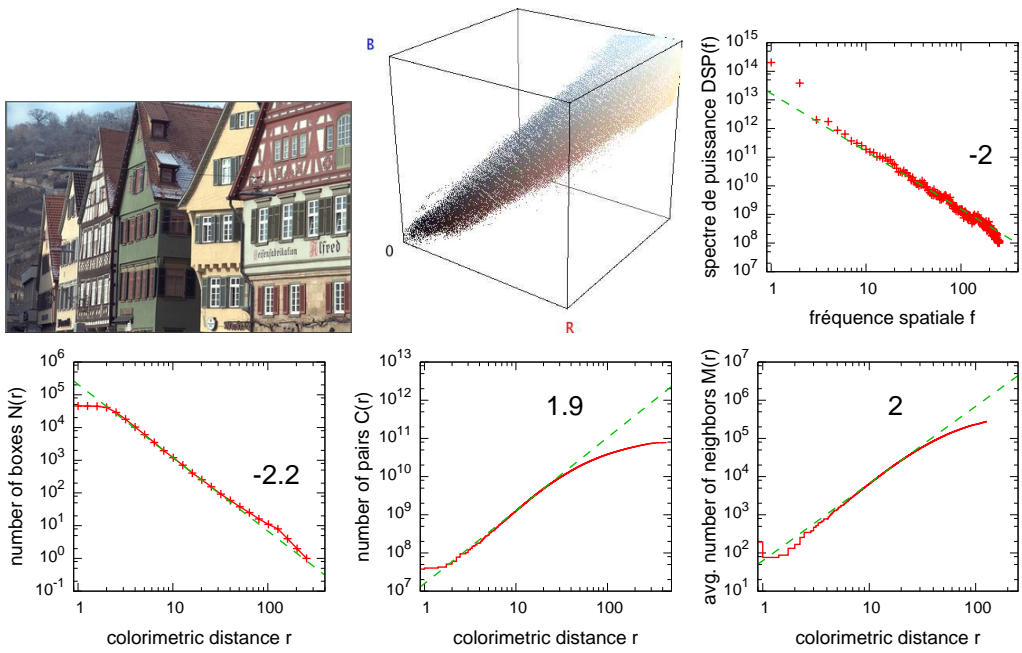 B
0
R
Zeifenfabrikation Alfred
10^15
10^14
10^13
10^12
10^11
10^10
10^9
10^8
10^7
1 10 100
spectre de puissance DSP(f)
-2
fréquence spatiale f
10^6
10^5
10^4
10^3
10^2
10^1
10^0
10^-1
1 10 100
number of boxes N(r)
-2.2
colorimetric distance r
10^13
10^12
10^11
10^10
10^9
10^8
10^7
1 10 100
number of pairs C(r)
1.9
colorimetric distance r
10^7
10^6
10^5
10^4
10^3
10^2
10^1
1 10 100
avg. number of neighbors M(r)
2
colorimetric distance r